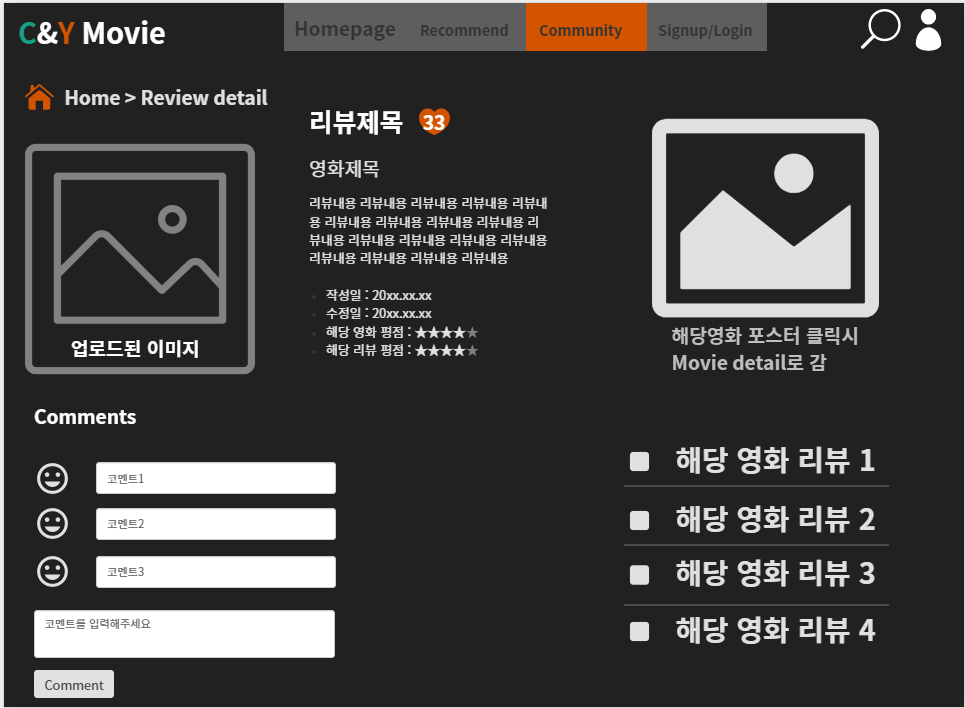 C&Y Movie
Homepage
Recommend
Community
Signup/Login
Home > Review detail
리뷰제목 33
영화제목
리뷰내용 리뷰내용 리뷰내용 리뷰내용 리뷰내
용 리뷰내용 리뷰내용 리뷰내용 리뷰내용 리
뷰내용 리뷰내용 리뷰내용 리뷰내용 리뷰내용
리뷰내용 리뷰내용 리뷰내용 리뷰내용
작성일 : 20xx.xx.xx
수정일 : 20xx.xx.xx
해당 영화 평점 : ★★★★★
해당 리뷰 평점 : ★★★★★
업로드된 이미지
해당영화 포스터 클릭시
Movie detail로 감
Comments
코멘트1
코멘트2
코멘트3
코멘트를 입력해주세요
Comment
해당 영화 리뷰 1
해당 영화 리뷰 2
해당 영화 리뷰 3
해당 영화 리뷰 4